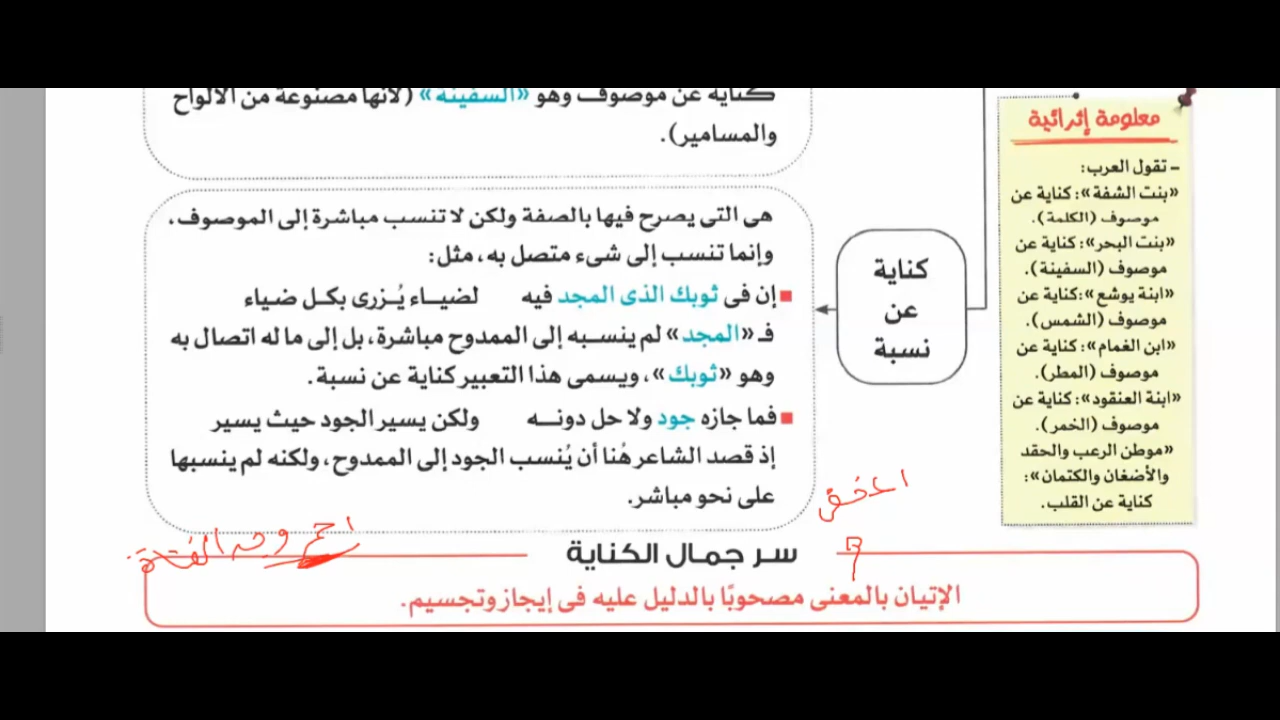 كناية عن موصوف وهو «السفينة» (لأنها مصنوعة من الألواح
والمسامير).
كناية
عن
نسبة
هى التى يصرح فيها بالصفة ولكن لا تنسب مباشرة إلى الموصوف،
وإنما تنسب إلى شىء متصل به، مثل:
إن فى ثوبك الذى المجد فيه لضياء يُزرى بكل ضياء
فـ «المجد» لم ينسبه إلى الممدوح مباشرة، بل إلى ما له اتصال به
وهو «ثوبك»، ويسمى هذا التعبير كناية عن نسبة.
فما جازه جود ولا حل دونه ولكن يسير الجود حيث يسير
إذ قصد الشاعر هُنا أن يُنسب الجود إلى الممدوح، ولكنه لم ينسبها
على نحو مباشر.
معلومة إثرائية
- تقول العرب:
«بنت الشفة»: كناية عن
موصوف (الكلمة).
«بنت البحر»: كناية عن
موصوف (السفينة).
«ابنة يوشع»: كناية عن
موصوف (الشمس).
«ابن الغمام»: كناية عن
موصوف (المطر).
«ابنة العنقود»: كناية عن
موصوف (الخمر).
«موطن الرعب والحقد
والأضغان والكتمان»:
كناية عن القلب.
احمر وجه الفتاة
سر جمال الكناية
الإتيان بالمعنى مصحوبًا بالدليل عليه فى إيجاز وتجسيم.